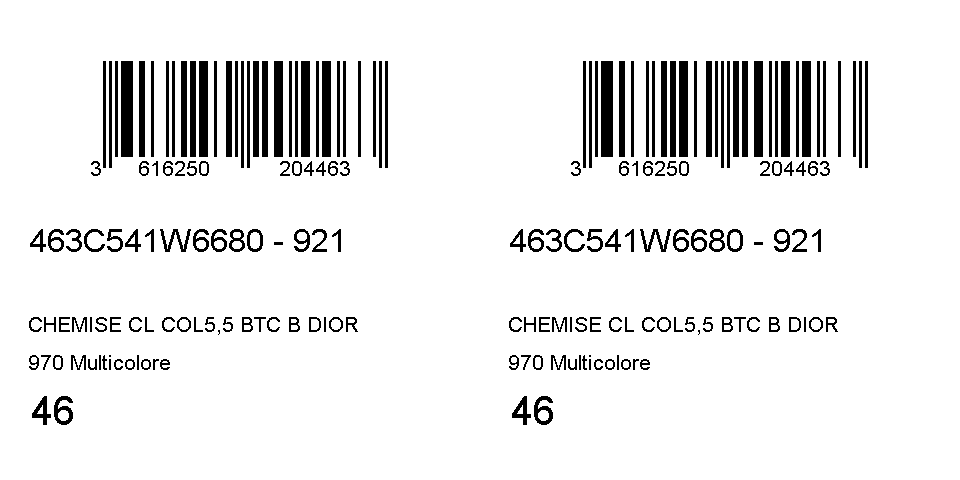 3 616250 204463
463C541W6680 - 921
CHEMISE CL COL5,5 BTC B DIOR
970 Multicolore
46
3 616250 204463
463C541W6680 - 921
CHEMISE CL COL5,5 BTC B DIOR
970 Multicolore
46